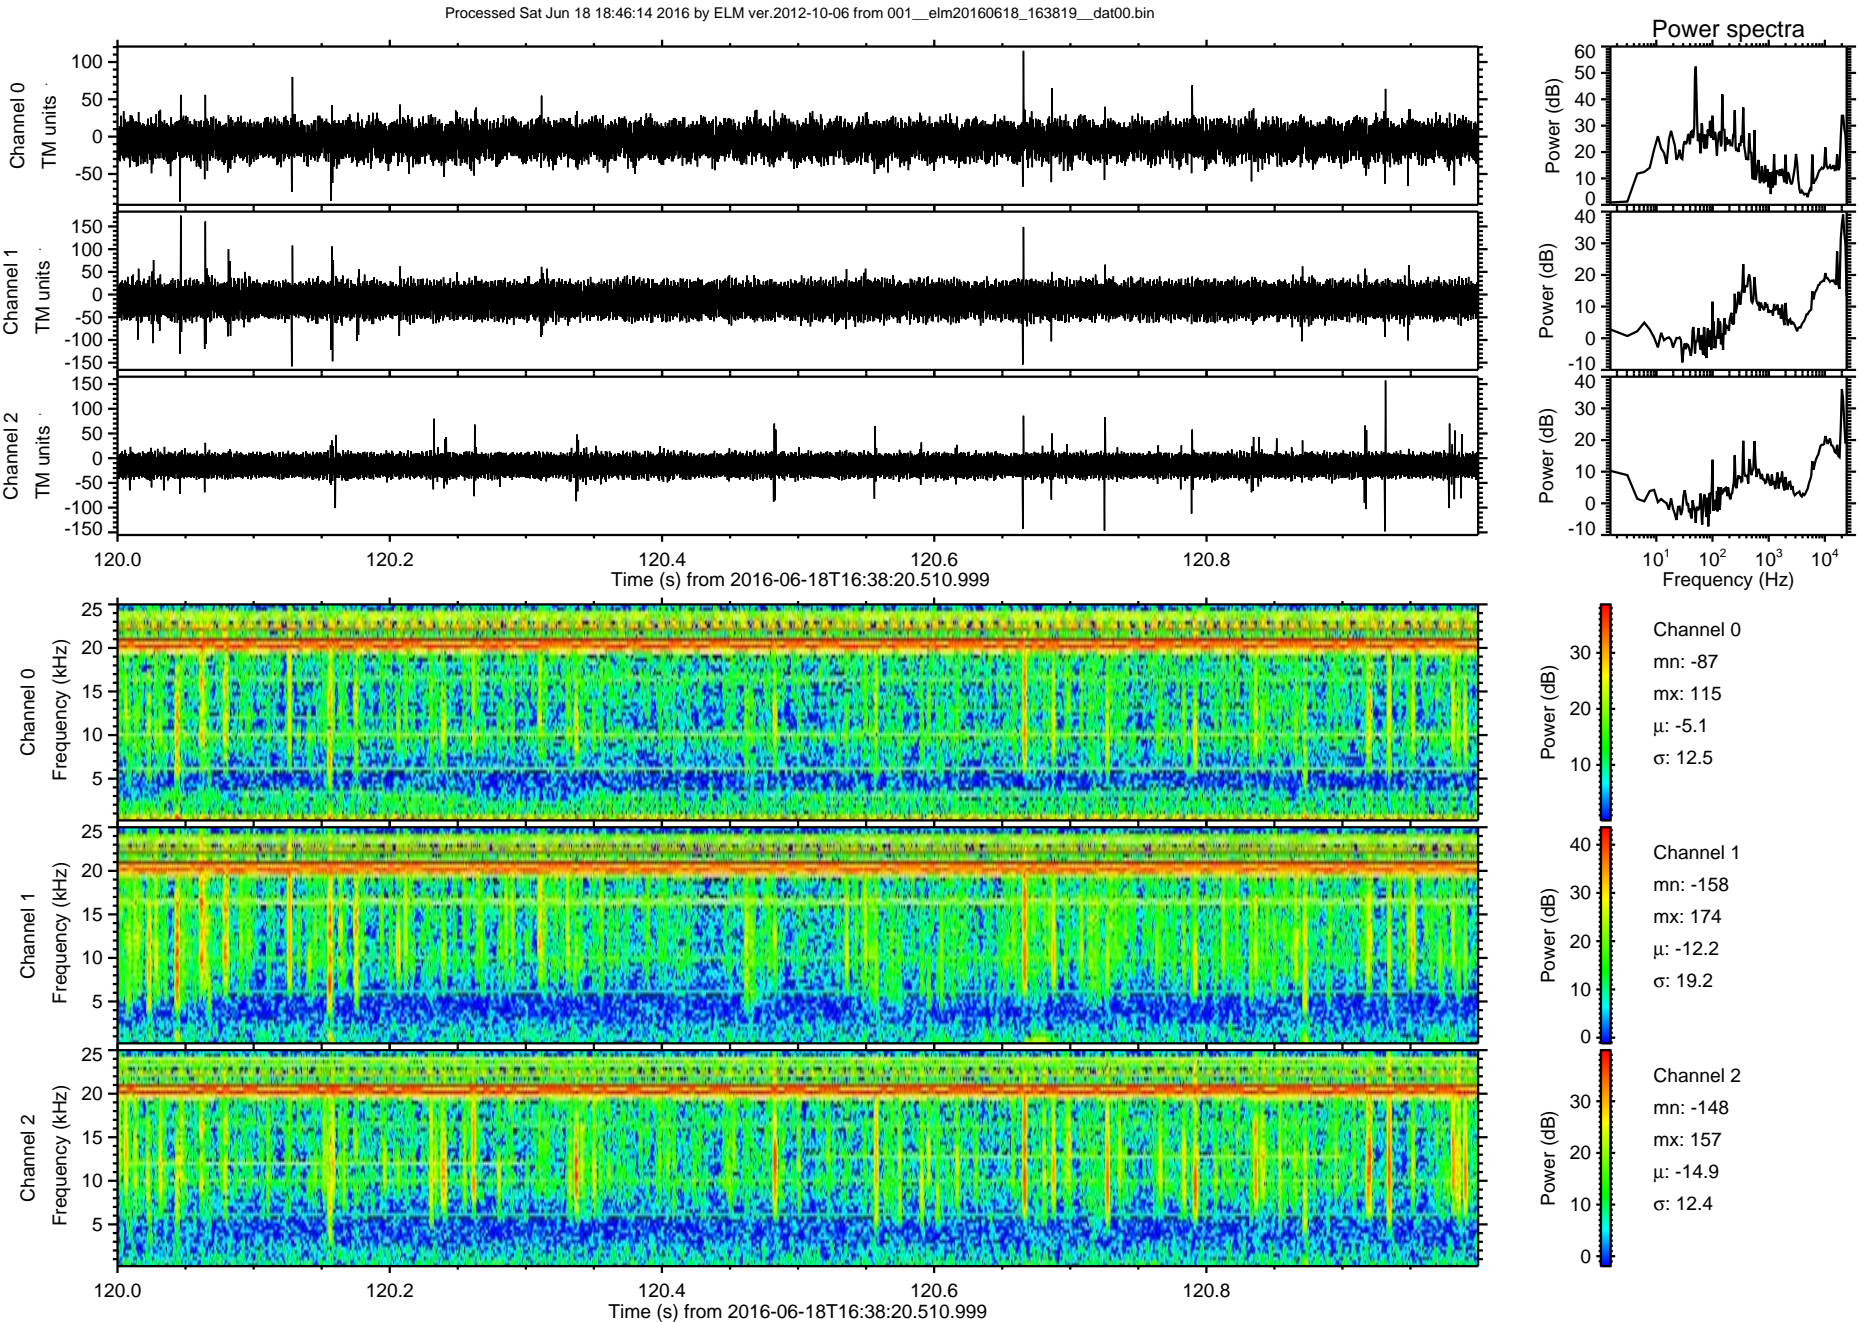 Processed Sat Jun 18 18:46:14 2016 by ELM ver.2012-10-06 from 001__elm20160618_163819__dat00.bin
Power spectra
Channel 0
TM units
100
50
0
-50
Power (dB)
60
50
40
30
20
10
0
Channel 1
TM units
150
100
50
0
-50
-100
-150
Power (dB)
40
30
20
10
0
-10
Channel 2
TM units
150
100
50
0
-50
-100
-150
Power (dB)
40
30
20
10
0
-10
120.0 120.2 120.4 120.6 120.8
Time (s) from 2016-06-18T16:38:20.510.999
10^1 10^2 10^3 10^4
Frequency (Hz)
Channel 0
Frequency (kHz)
25
20
15
10
5
Power (dB)
30
20
10
Channel 0
mn: -87
mx: 115
μ: -5.1
σ: 12.5
Channel 1
Frequency (kHz)
25
20
15
10
5
Power (dB)
40
30
20
10
0
Channel 1
mn: -158
mx: 174
μ: -12.2
σ: 19.2
Channel 2
Frequency (kHz)
25
20
15
10
5
Power (dB)
30
20
10
0
Channel 2
mn: -148
mx: 157
μ: -14.9
σ: 12.4
120.0 120.2 120.4 120.6 120.8
Time (s) from 2016-06-18T16:38:20.510.999